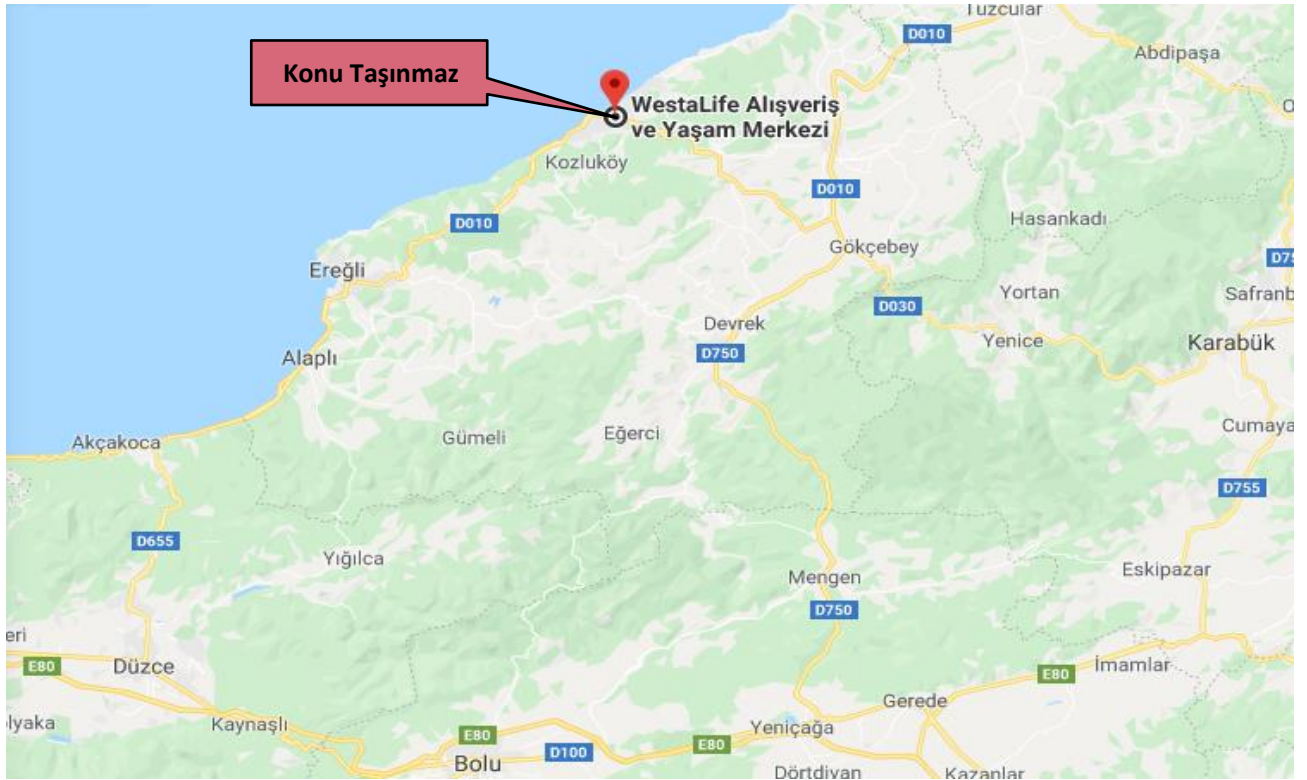 Tuzcular
D010
Abdipaşa
Konu Taşınmaz
WestaLife Alışveriş
ve Yaşam Merkezi
Kozluköy
D010
D010
Hasankadı
Gökçebey
Ereğli
D75
Yortan
Safranb
D030
Devrek
Yenice
Karabük
D750
Alaplı
Cumaya
Akçakoca
Gümeli
Eğerci
D755
D655
Yığılca
Eskipazar
Mengen
D750
eri
E80
Düzce
İmamlar
E80
Gerede
olyaka
Kaynaşlı
Yeniçağa
E80
D100
E80
Bolu
Dörtdivan
Kazanlar